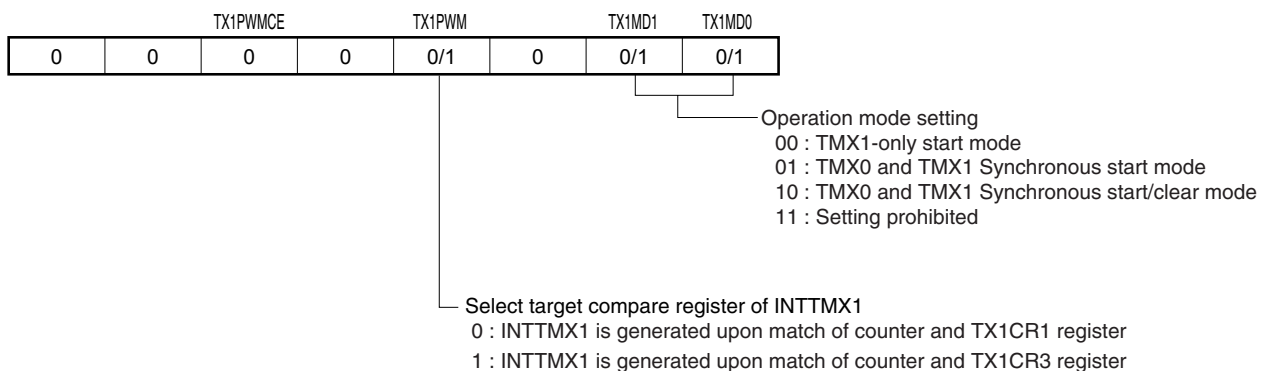 TX1PWMCE TX1PWM TX1MD1 TX1MD0
0 0 0 0 0/1 0 0/1 0/1
Operation mode setting
00 : TMX1-only start mode
01 : TMX0 and TMX1 Synchronous start mode
10 : TMX0 and TMX1 Synchronous start/clear mode
11 : Setting prohibited
Select target compare register of INTTMX1
0 : INTTMX1 is generated upon match of counter and TX1CR1 register
1 : INTTMX1 is generated upon match of counter and TX1CR3 register